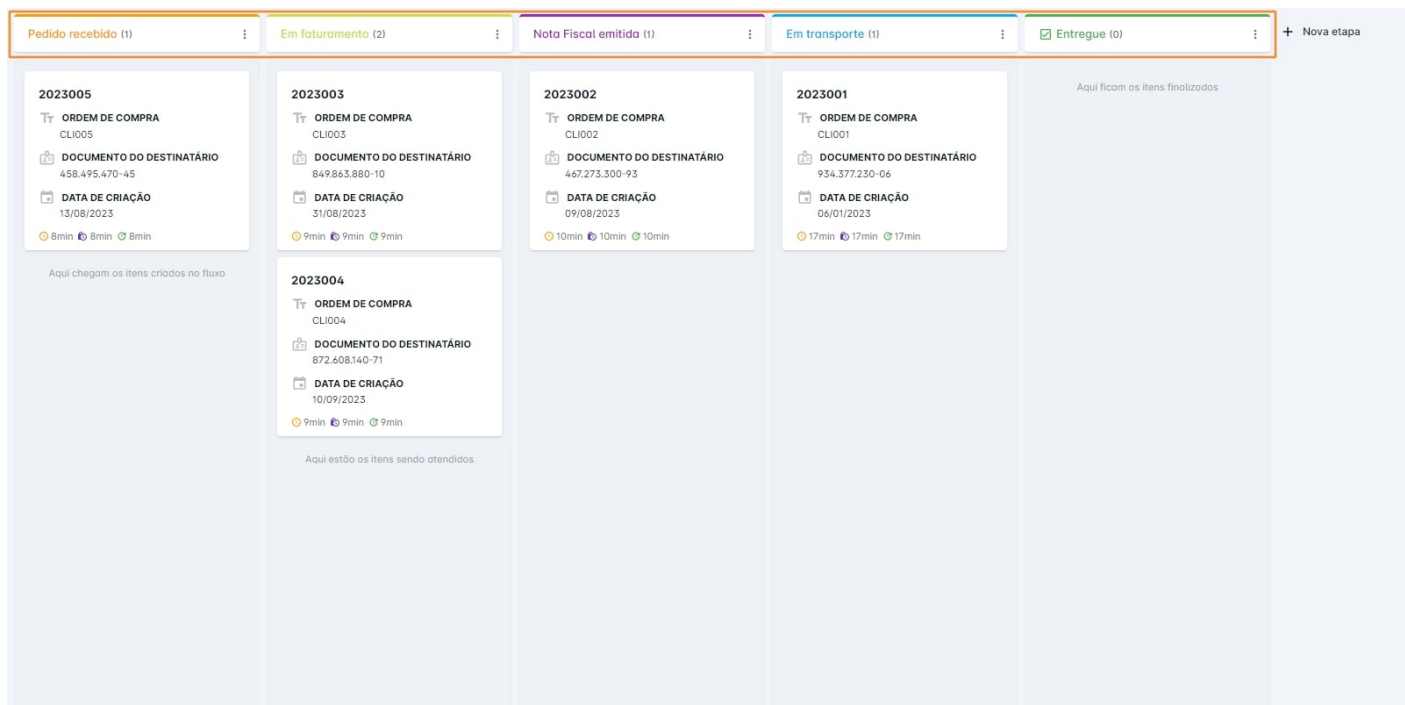 Pedido recebido (1)
Em faturamento (2)
Nota Fiscal emitida (1)
Em transporte (1)
Entregue (0)
+ Nova etapa
2023005
ORDEM DE COMPRA
CLI005
DOCUMENTO DO DESTINATÁRIO
458.495.470-45
DATA DE CRIAÇÃO
13/08/2023
8min 8min 8min
Aqui chegam os itens criados no fluxo
2023003
ORDEM DE COMPRA
CLI003
DOCUMENTO DO DESTINATÁRIO
849.863.880-10
DATA DE CRIAÇÃO
31/08/2023
9min 9min 9min
2023004
ORDEM DE COMPRA
CLI004
DOCUMENTO DO DESTINATÁRIO
872.608.140-71
DATA DE CRIAÇÃO
10/09/2023
9min 9min 9min
Aqui estão os itens sendo atendidos
2023002
ORDEM DE COMPRA
CLI002
DOCUMENTO DO DESTINATÁRIO
467.273.300-93
DATA DE CRIAÇÃO
09/08/2023
10min 10min 10min
2023001
ORDEM DE COMPRA
CLI001
DOCUMENTO DO DESTINATÁRIO
934.377.230-06
DATA DE CRIAÇÃO
06/01/2023
17min 17min 17min
Aqui ficam os itens finalizados